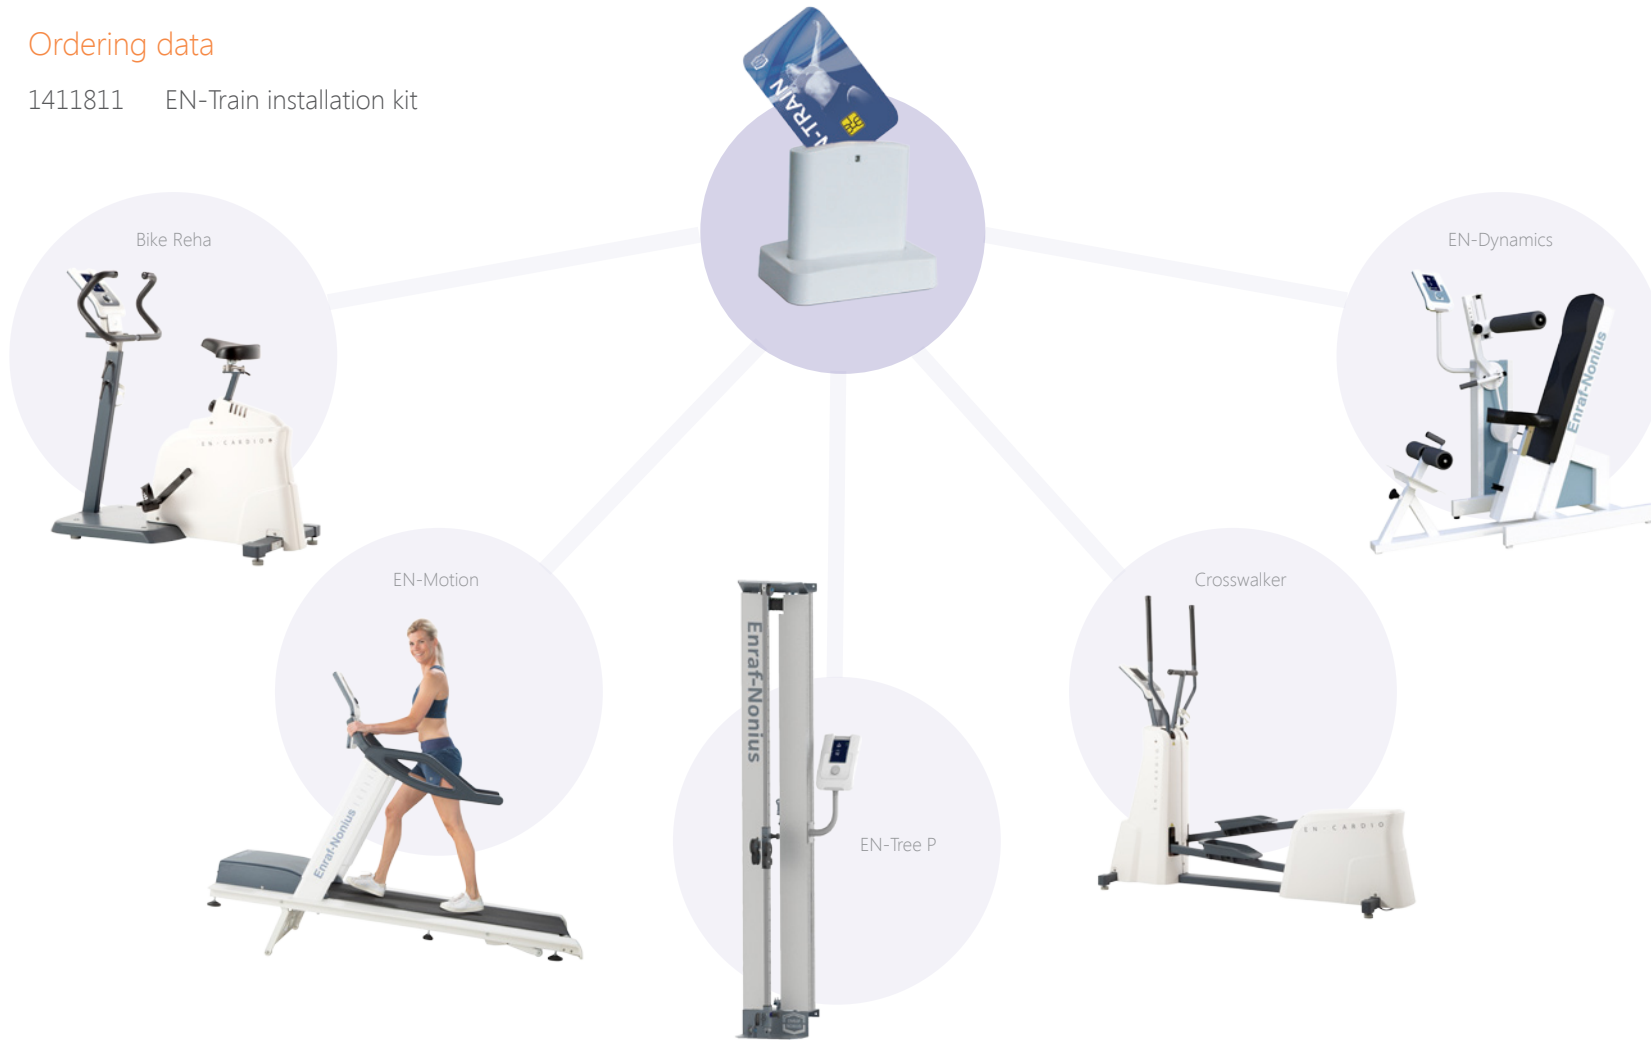 Ordering data
1411811 EN-Train installation kit
N-TRAIN
Bike Reha
EN-Dynamics
Enraf-Nonius
EN-CARDIO
EN-Motion
Enraf-Nonius
Enraf-Nonius
EN-Tree P
Crosswalker
EN-CARDIO